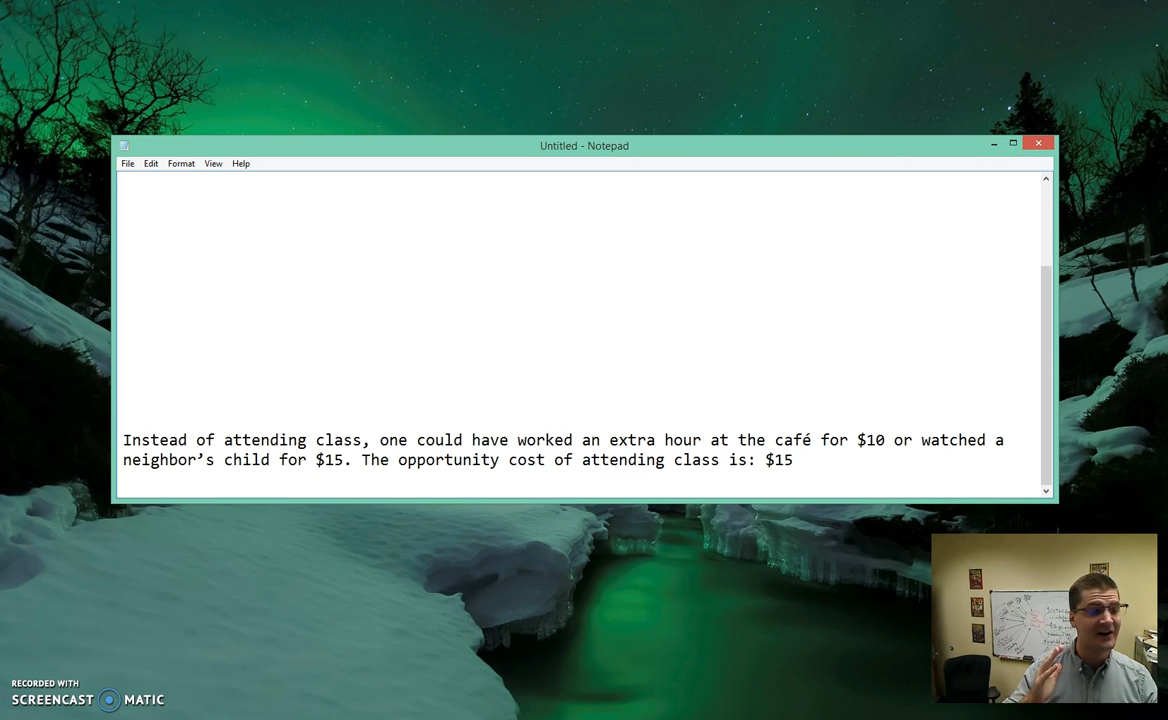 Untitled - Notepad
File Edit Format View Help
Instead of attending class, one could have worked an extra hour at the café for $10 or watched a
neighbor’s child for $15. The opportunity cost of attending class is: $15
RECORDED WITH
SCREENCAST MATIC